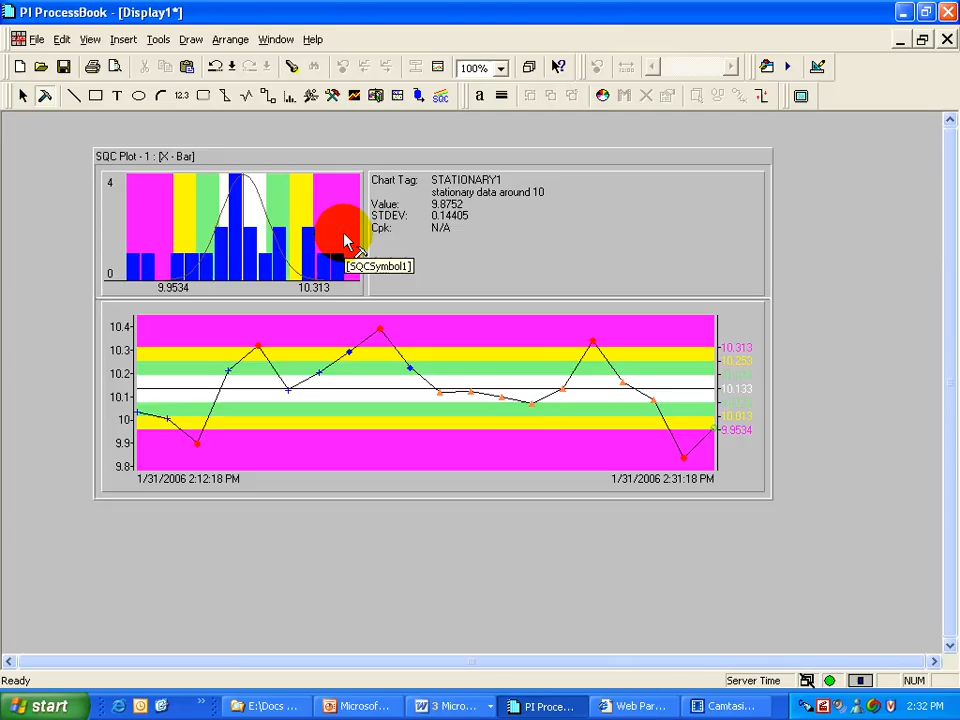 PI ProcessBook - [Display1*]
File Edit View Insert Tools Draw Arrange Window Help
100%
T 12.3 SQC a
SQC Plot - 1 : [X - Bar]
4
0
9.9534 10.313
Chart Tag: STATIONARY1
stationary data around 10
Value: 9.8752
STDEV: 0.14405
Cpk: N/A
[SQCSymbol1]
10.4
10.3
10.2
10.1
10
9.9
9.8
10.313
10.253
10.133
10.013
9.9534
1/31/2006 2:12:18 PM 1/31/2006 2:31:18 PM
Ready Server Time NUM
start E:\Docs ... Microsof... 3 Micro... PI Proce... Web Par... Camtasi... 2:32 PM